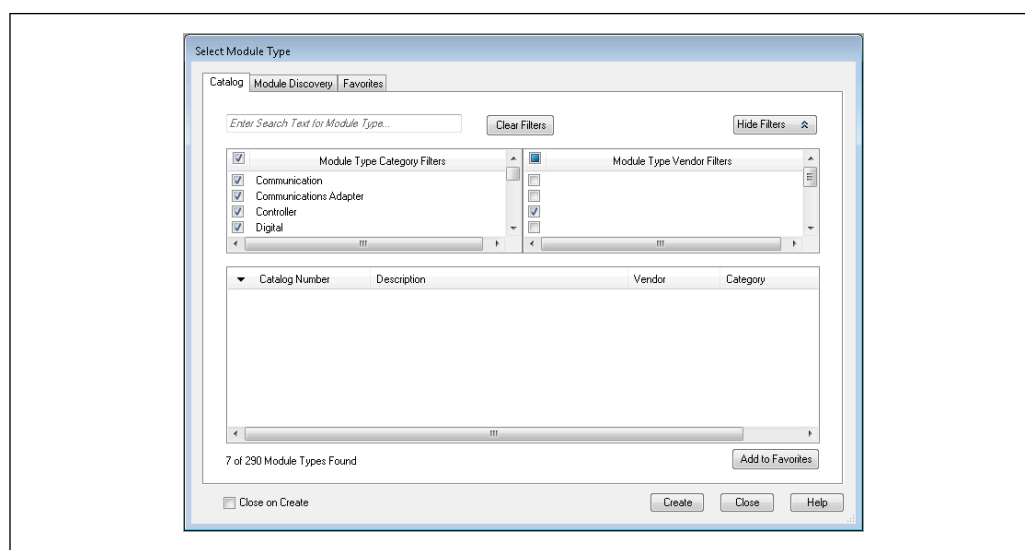 Select Module Type
Catalog Module Discovery Favorites
Enter Search Text for Module Type...
Clear Filters
Hide Filters
Module Type Category Filters
Module Type Vendor Filters
Communication
Communications Adapter
Controller
Digital
Catalog Number Description Vendor Category
7 of 290 Module Types Found
Add to Favorites
Close on Create
Create Close Help